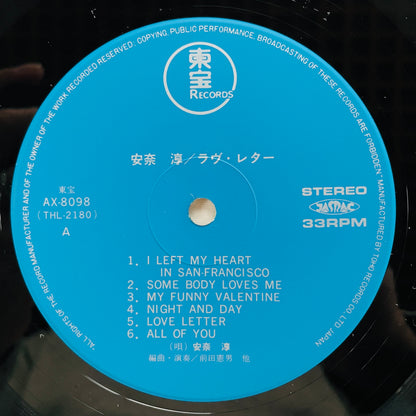 "ALL RIGHTS OF THE RECORD MANUFACTURER AND OF THE OWNER OF THE WORK RECORDED RESERVED. COPYING, PUBLIC PERFORMANCE, BROADCASTING OF THESE RECORDS ARE FORBIDDEN." MANUFACTURED BY TOHO RECORDS CO., LTD. JAPAN.
東宝
RECORDS
安奈 淳/ラヴ・レター
東宝
AX-8098
(THL-2180)
A
STEREO
JASRAC
33RPM
1. I LEFT MY HEART
IN SAN-FRANCISCO
2. SOME BODY LOVES ME
3. MY FUNNY VALENTINE
4. NIGHT AND DAY
5. LOVE LETTER
6. ALL OF YOU
(唄) 安奈 淳
編曲・演奏/前田憲男 他